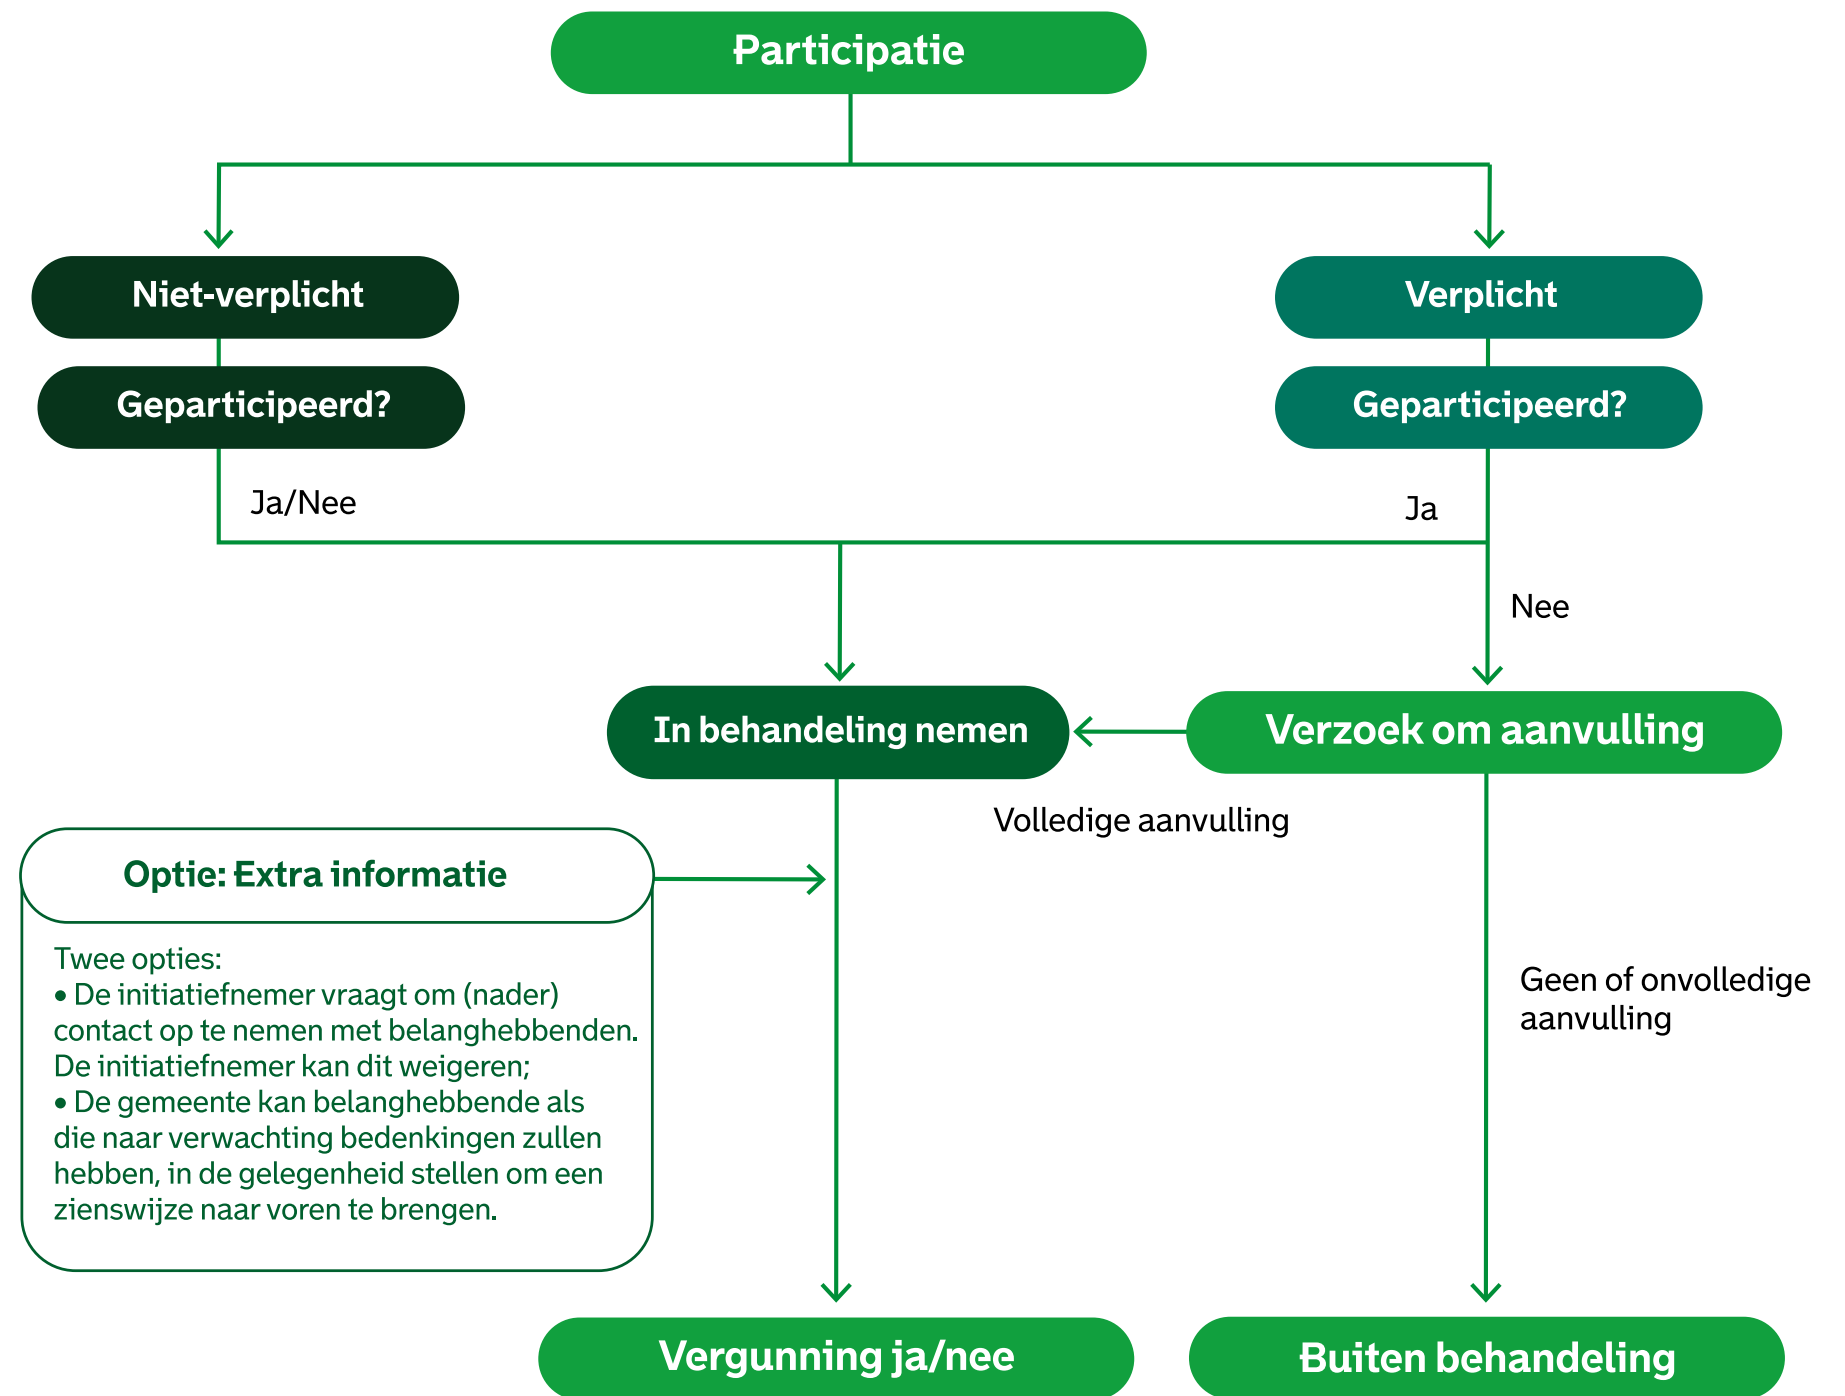 Participatie
Niet-verplicht
Verplicht
Geparticipeerd?
Geparticipeerd?
Ja/Nee
Ja
Nee
In behandeling nemen
Verzoek om aanvulling
Volledige aanvulling
Optie: Extra informatie
Twee opties:
• De initiatiefnemer vraagt om (nader)
contact op te nemen met belanghebbenden.
De initiatiefnemer kan dit weigeren;
• De gemeente kan belanghebbende als
die naar verwachting bedenkingen zullen
hebben, in de gelegenheid stellen om een
zienswijze naar voren te brengen.
Geen of onvolledige
aanvulling
Vergunning ja/nee
Buiten behandeling